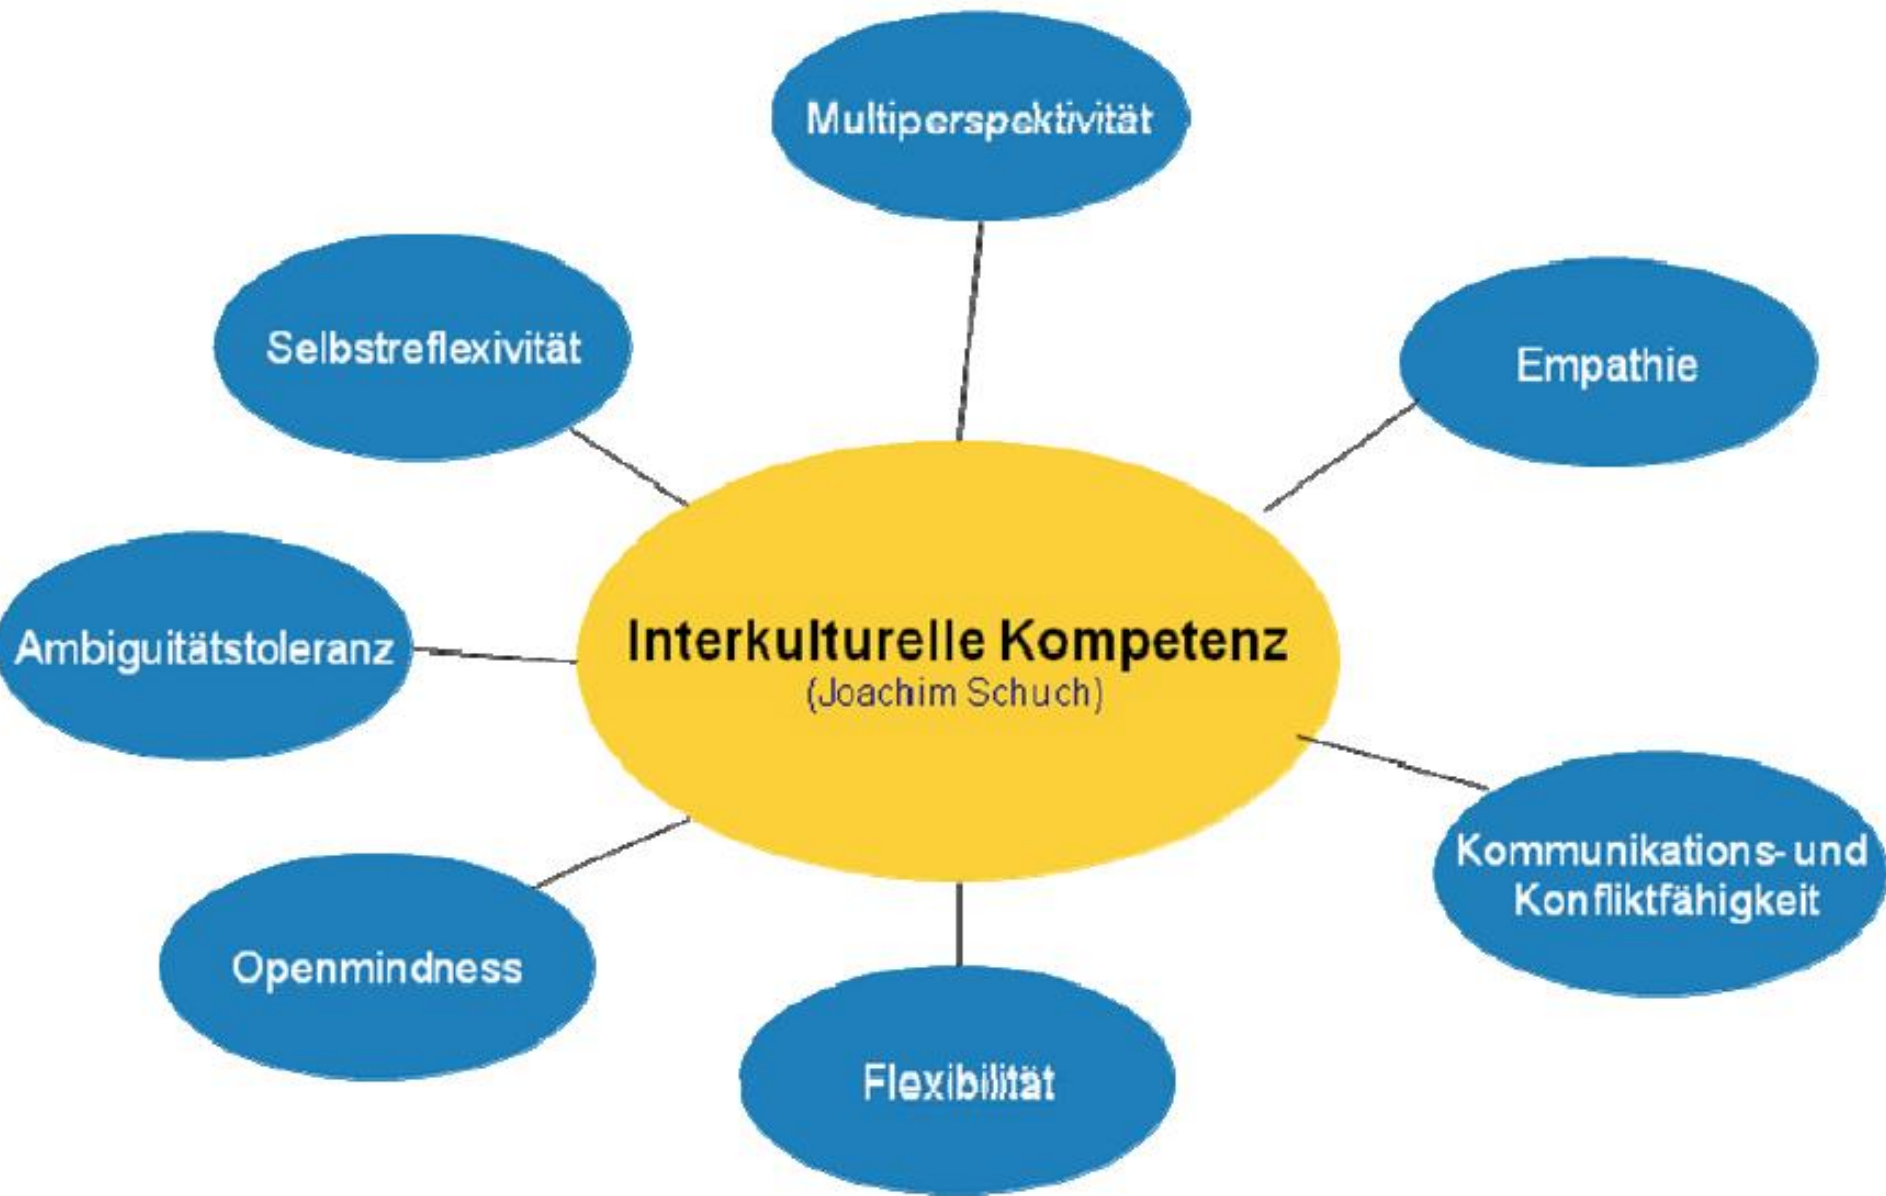 Multiperspektivität
Selbstreflexivität
Empathie
Ambiguitätstoleranz
Interkulturelle Kompetenz
(Joachim Schuch)
Kommunikations- und
Konfliktfähigkeit
Openmindness
Flexibilität